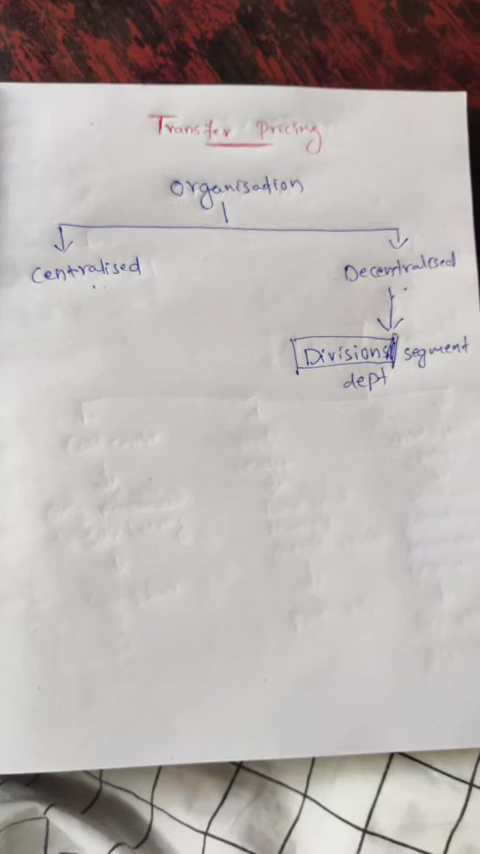 Transfer Pricing
Organisation
Centralised
Decentralised
Divisions segment
dept